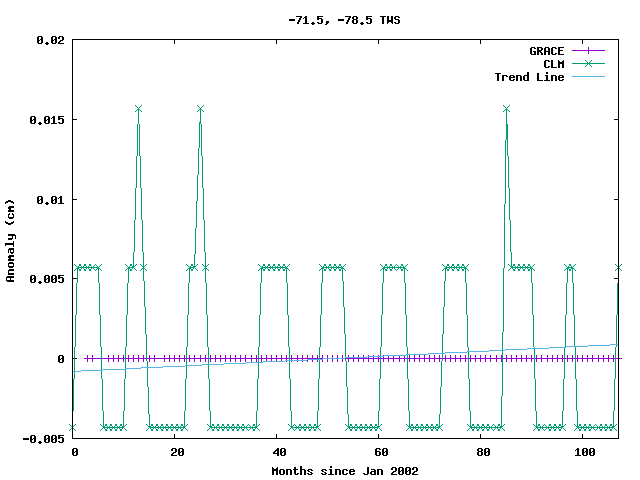 -71.5, -78.5 TWS
0.02
GRACE
CLM
Trend Line
0.015
0.01
Anomaly (cm)
0.005
0
-0.005
0 20 40 60 80 100
Months since Jan 2002